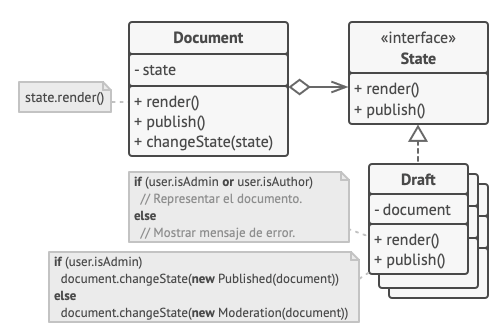 Document
- state
+ render()
+ publish()
+ changeState(state)
state.render()
«interface»
State
+ render()
+ publish()
Draft
- document
+ render()
+ publish()
if (user.isAdmin or user.isAuthor)
// Representar el documento.
else
// Mostrar mensaje de error.
if (user.isAdmin)
document.changeState(new Published(document))
else
document.changeState(new Moderation(document))